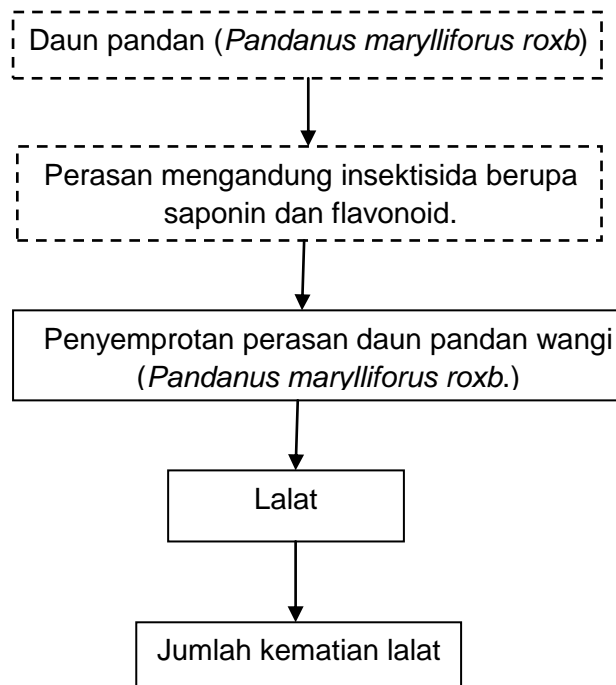 Daun pandan (Pandanus marylliforus roxb)
Perasan mengandung insektisida berupa
saponin dan flavonoid.
Penyemprotan perasan daun pandan wangi
(Pandanus marylliforus roxb.)
Lalat
Jumlah kematian lalat